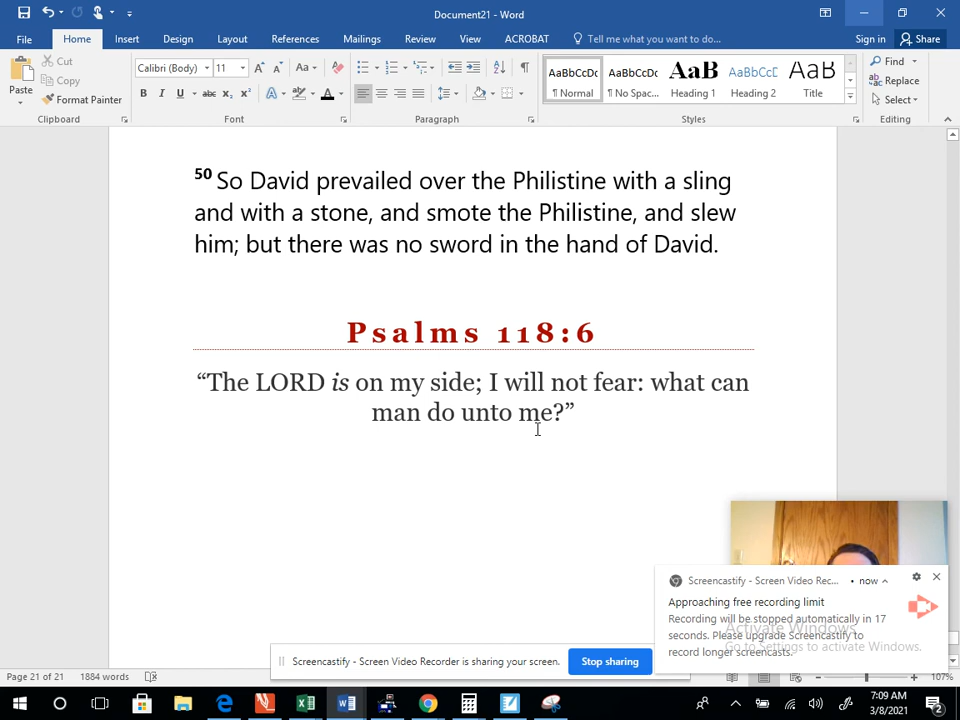 Document21 - Word
File Home Insert Design Layout References Mailings Review View ACROBAT Tell me what you want to do... Sign in Share
Paste
Cut
Copy
Format Painter
Clipboard
Calibri (Body) 11 A A Aa
B I U abc x₂ x² A A
Font
Paragraph
AaBbCcDc AaBbCcDc AaB AaBbCcE AaB
¶ Normal ¶ No Spac... Heading 1 Heading 2 Title
Styles
Find
Replace
Select
Editing
50 So David prevailed over the Philistine with a sling
and with a stone, and smote the Philistine, and slew
him; but there was no sword in the hand of David.
Psalms 118:6
“The LORD is on my side; I will not fear: what can
man do unto me?”
Screencastify - Screen Video Rec... • now
Approaching free recording limit
Recording will be stopped automatically in 17
seconds. Please upgrade Screencastify to
record longer screencasts.
Activate Windows
Go to Settings to activate Windows.
Screencastify - Screen Video Recorder is sharing your screen. Stop sharing
Page 21 of 21 1884 words 107%
7:09 AM
3/8/2021
2